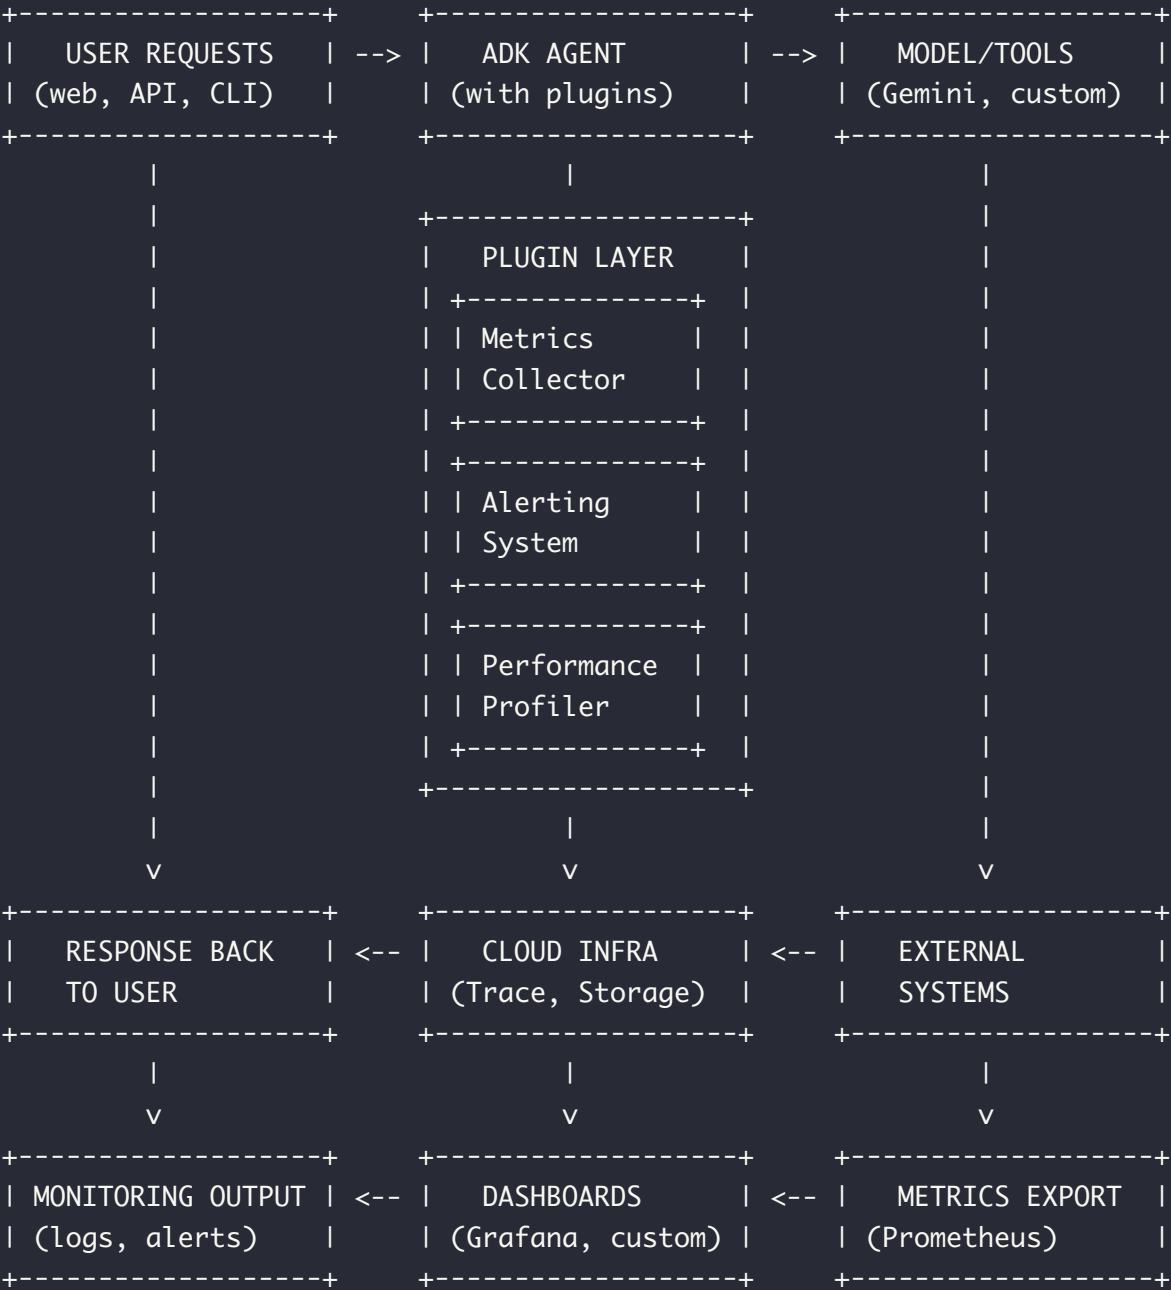 +-------------------+     +-------------------+     +-------------------+
|   USER REQUESTS   | --> |   ADK AGENT       | --> |   MODEL/TOOLS     |
| (web, API, CLI)   |     | (with plugins)    |     | (Gemini, custom)  |
+-------------------+     +-------------------+     +-------------------+
         |                         |                         |
         |                +-------------------+              |
         |                |   PLUGIN LAYER    |              |
         |                | +--------------+  |              |
         |                | | Metrics      |  |              |
         |                | | Collector    |  |              |
         |                | +--------------+  |              |
         |                | +--------------+  |              |
         |                | | Alerting     |  |              |
         |                | | System       |  |              |
         |                | +--------------+  |              |
         |                | +--------------+  |              |
         |                | | Performance  |  |              |
         |                | | Profiler     |  |              |
         |                | +--------------+  |              |
         |                +-------------------+              |
         |                         |                         |
         v                         v                         v
+-------------------+     +-------------------+     +-------------------+
|   RESPONSE BACK   | <-- |   CLOUD INFRA     | <-- |   EXTERNAL        |
|   TO USER         |     | (Trace, Storage)  |     |   SYSTEMS         |
+-------------------+     +-------------------+     +-------------------+
         |                         |                         |
         v                         v                         v
+-------------------+     +-------------------+     +-------------------+
| MONITORING OUTPUT | <-- |   DASHBOARDS      | <-- |   METRICS EXPORT  |
| (logs, alerts)    |     | (Grafana, custom) |     | (Prometheus)      |
+-------------------+     +-------------------+     +-------------------+